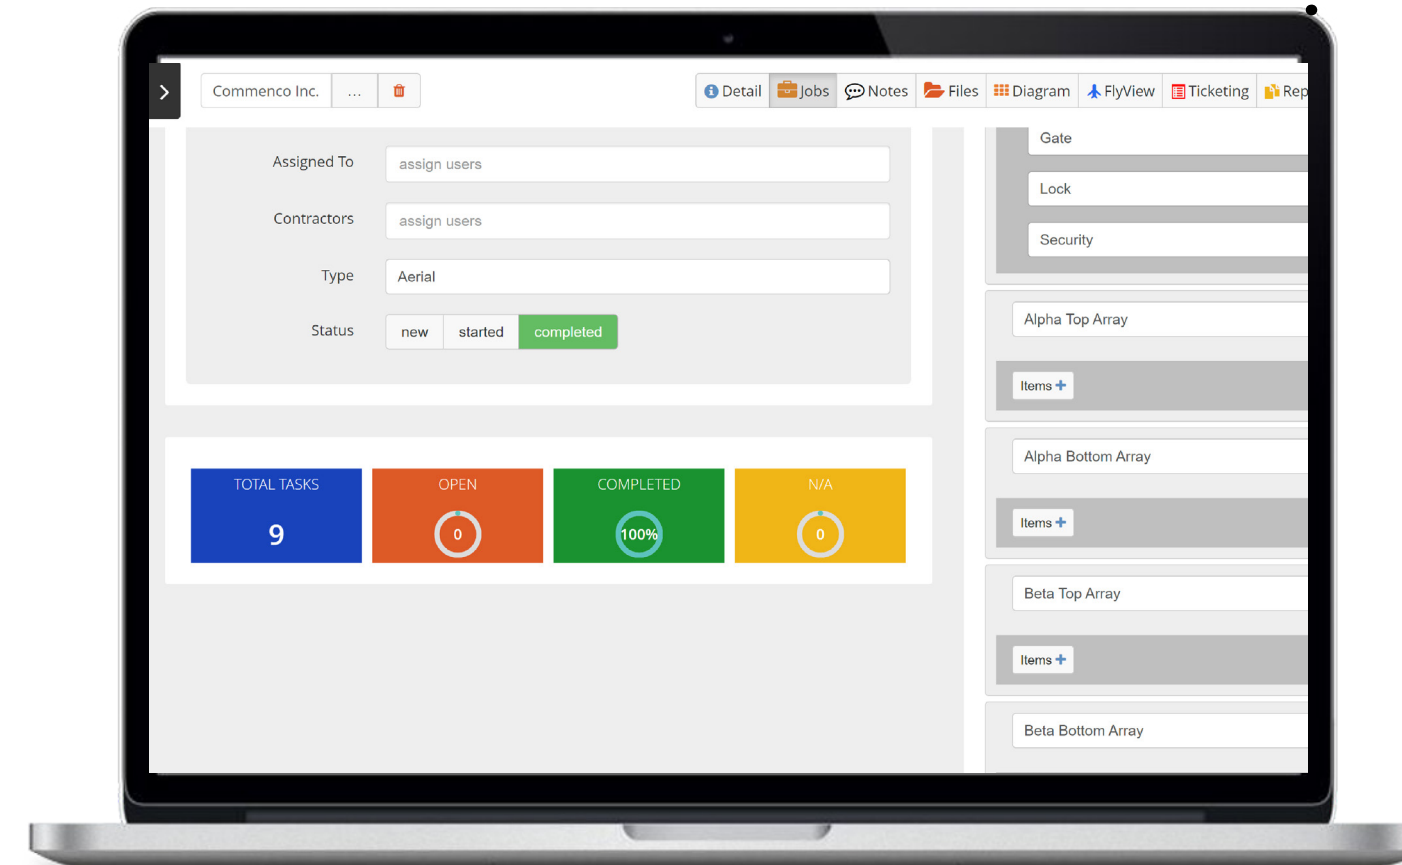 Commenco Inc.
...
Detail
Jobs
Notes
Files
Diagram
FlyView
Ticketing
Rep
Assigned To
assign users
Contractors
assign users
Type
Aerial
Status
new
started
completed
TOTAL TASKS
9
OPEN
0
COMPLETED
100%
N/A
0
Gate
Lock
Security
Alpha Top Array
Items +
Alpha Bottom Array
Items +
Beta Top Array
Items +
Beta Bottom Array